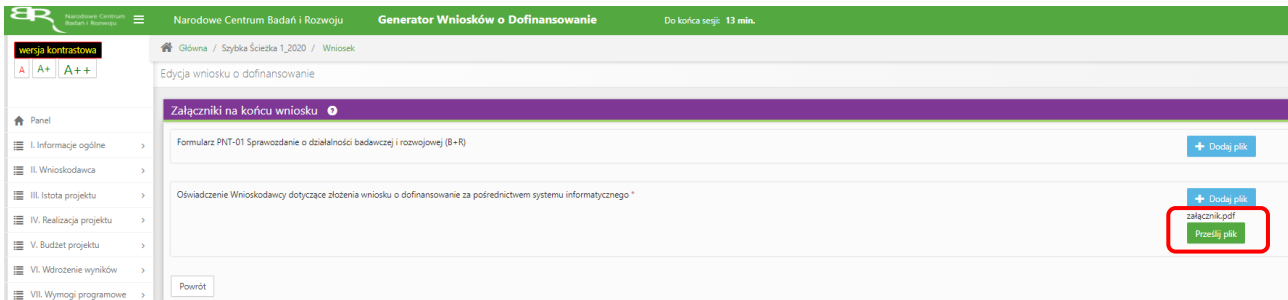 Narodowe Centrum
Badań i Rozwoju
Narodowe Centrum Badań i Rozwoju Generator Wniosków o Dofinansowanie Do końca sesji: 13 min.
wersja kontrastowa
A A+ A++
Główna / Szybka Ścieżka 1_2020 / Wniosek
Edycja wniosku o dofinansowanie
Panel
I. Informacje ogólne
II. Wnioskodawca
III. Istota projektu
IV. Realizacja projektu
V. Budżet projektu
VI. Wdrożenie wyników
VII. Wymogi programowe
Załączniki na końcu wniosku ?
Formularz PNT-01 Sprawozdanie o działalności badawczej i rozwojowej (B+R)
+ Dodaj plik
Oświadczenie Wnioskodawcy dotyczące złożenia wniosku o dofinansowanie za pośrednictwem systemu informatycznego *
+ Dodaj plik
załącznik.pdf
Prześlij plik
Powrót